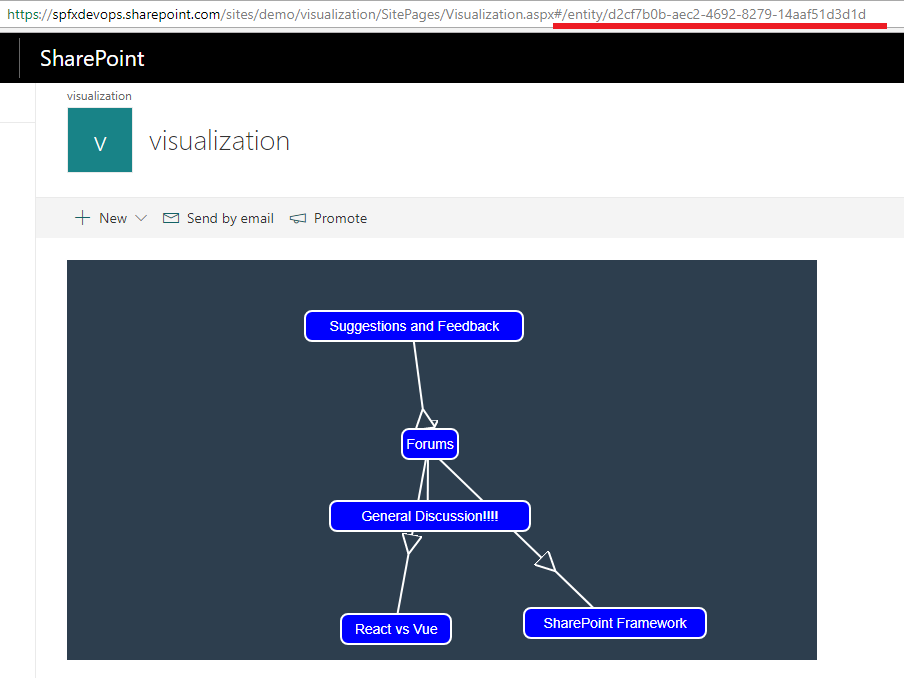 https://spfxdevops.sharepoint.com/sites/demo/visualization/SitePages/Visualization.aspx#/entity/d2cf7b0b-aec2-4692-8279-14aaf51d3d1d
SharePoint
visualization
V visualization
New Send by email Promote
Suggestions and Feedback
Forums
General Discussion!!!!
React vs Vue
SharePoint Framework